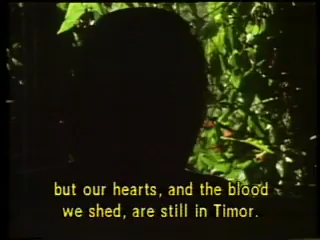 but our hearts, and the blood
we shed, are still in Timor.